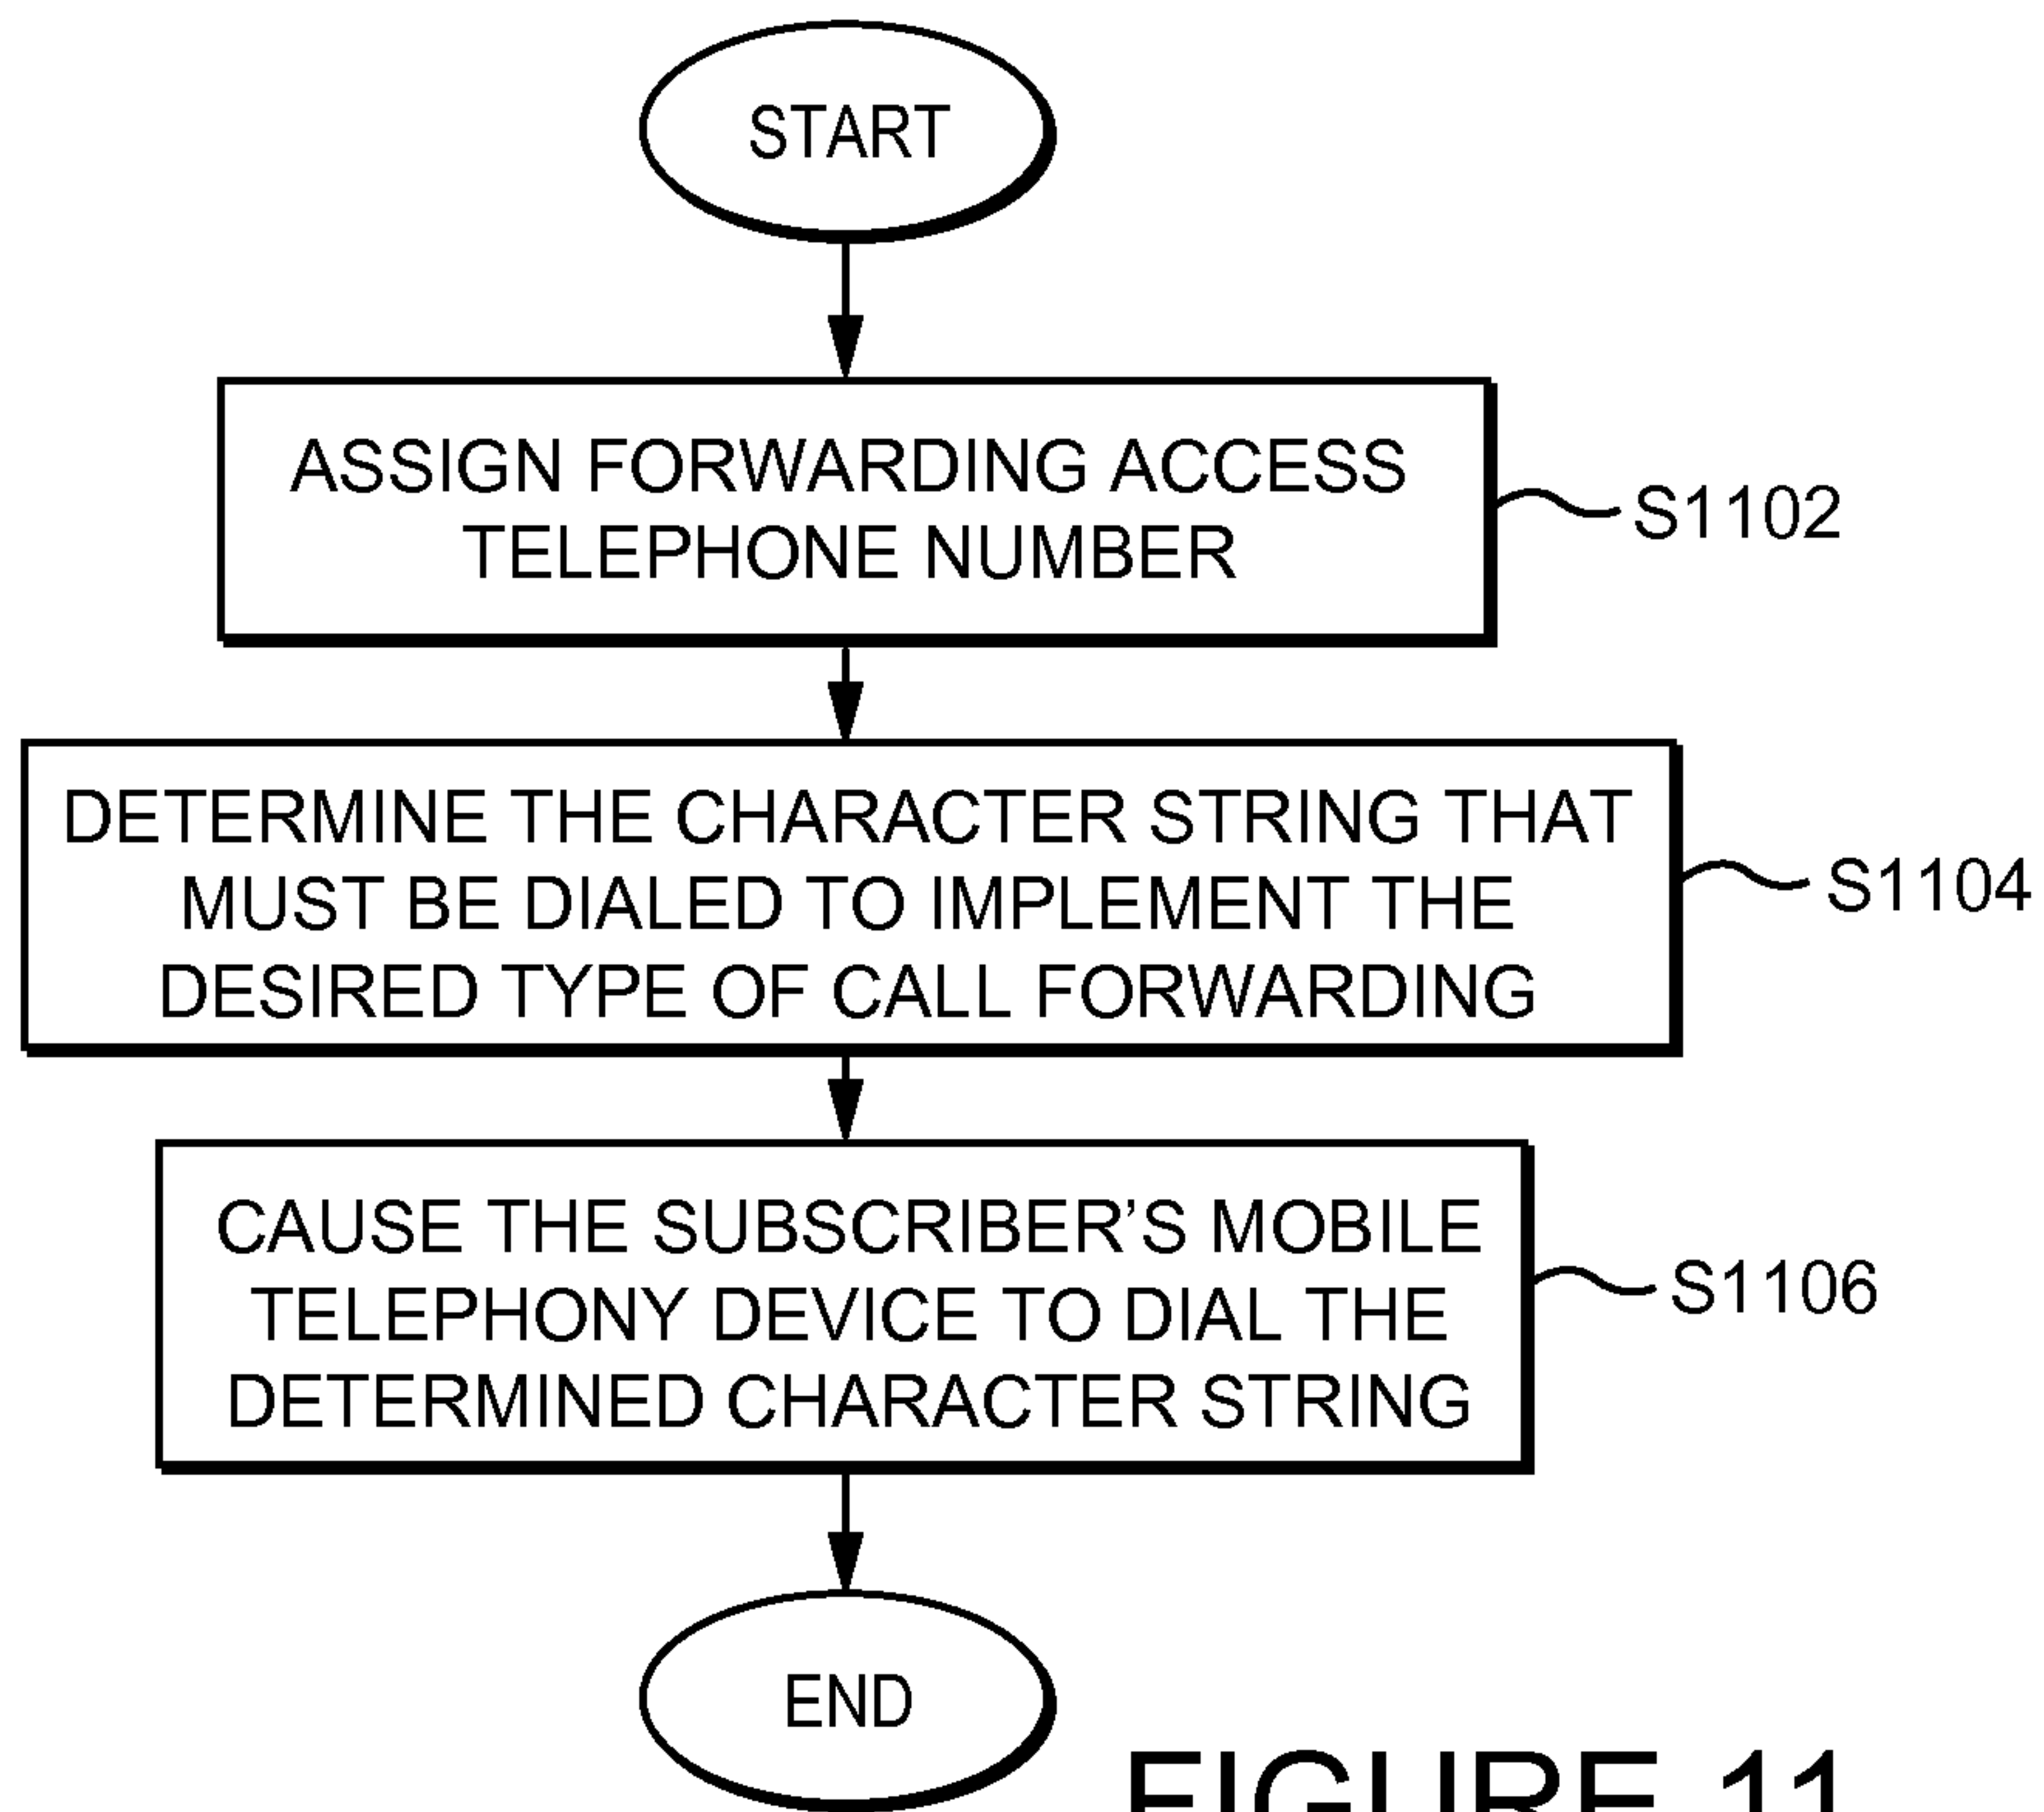 START
ASSIGN FORWARDING ACCESS
TELEPHONE NUMBER
S1102
DETERMINE THE CHARACTER STRING THAT
MUST BE DIALED TO IMPLEMENT THE
DESIRED TYPE OF CALL FORWARDING
S1104
CAUSE THE SUBSCRIBER’S MOBILE
TELEPHONY DEVICE TO DIAL THE
DETERMINED CHARACTER STRING
S1106
END
FIGURE 11